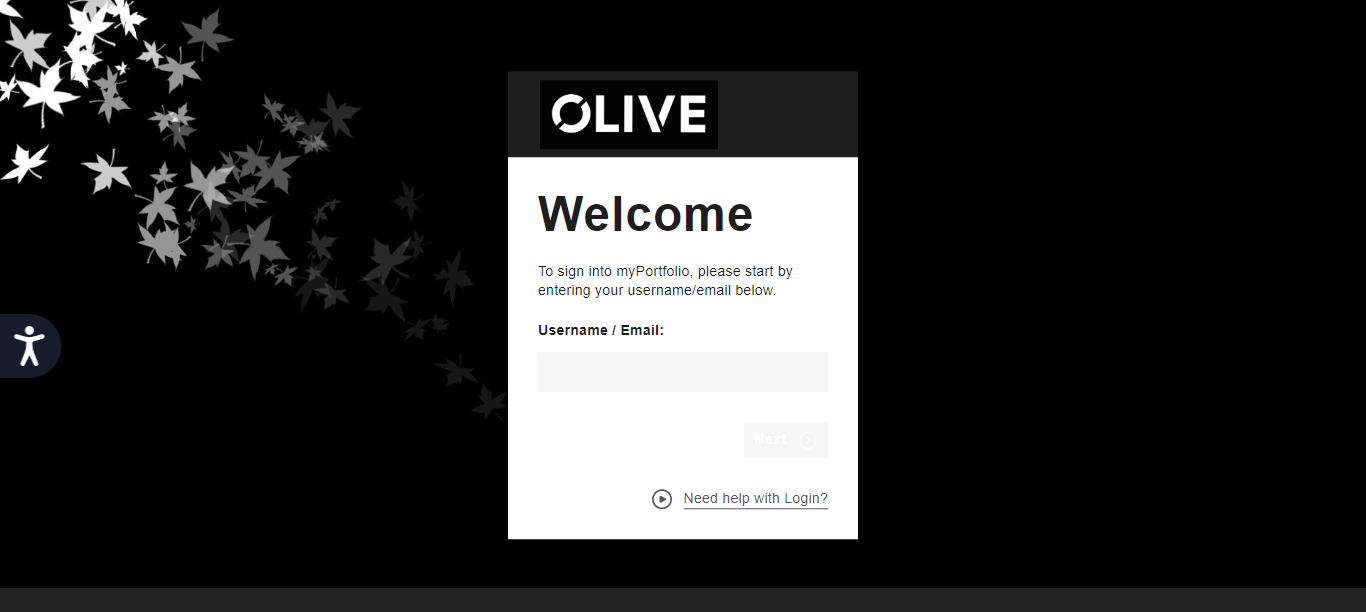 OLIVE
Welcome
To sign into myPortfolio, please start by
entering your username/email below.
Username / Email:
Next
Need help with Login?